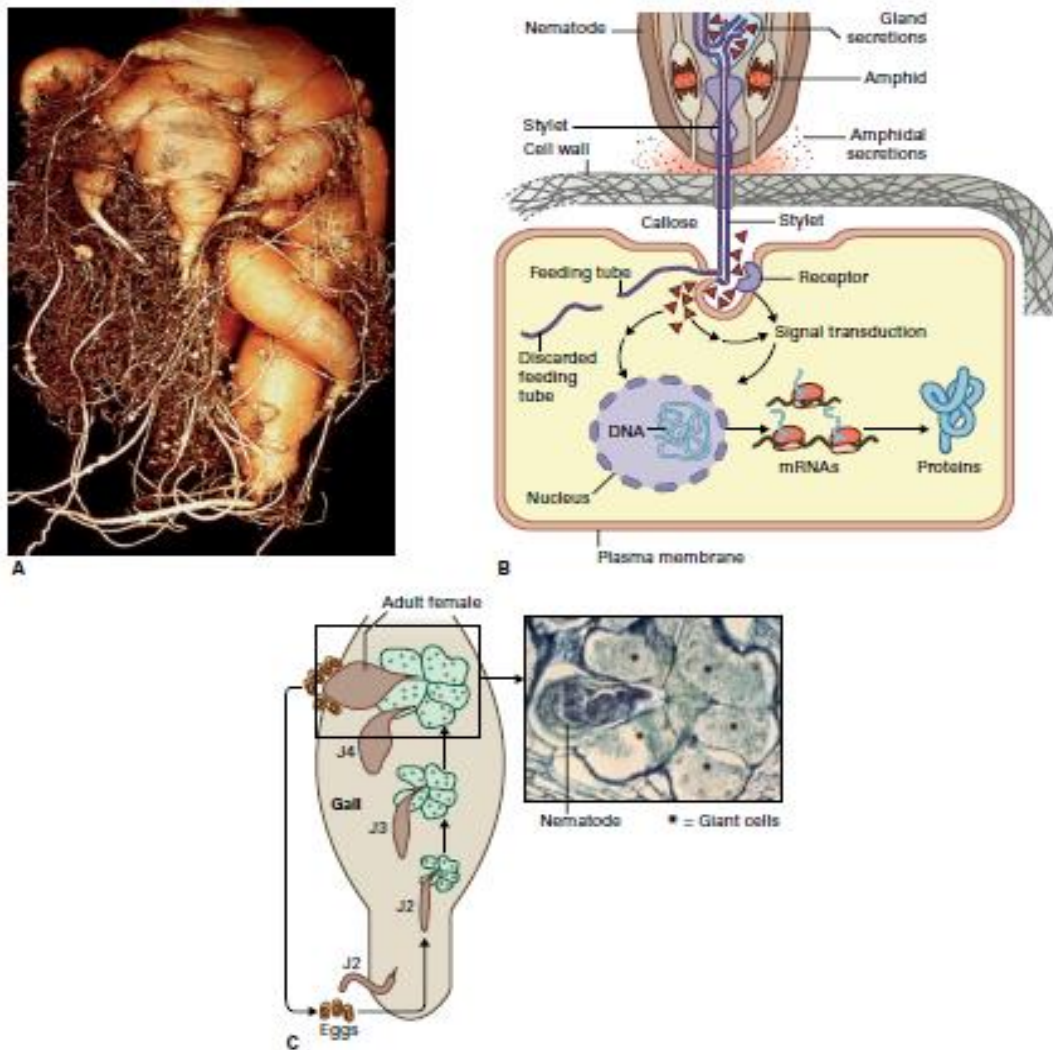 Nematode
Gland
secretions
Amphid
Stylet
Cell wall
Amphidal
secretions
Callose
Stylet
Feeding tube
Receptor
Signal transduction
Discarded
feeding
tube
DNA
mRNAs
Proteins
Nucleus
Plasma membrane
A
B
Adult female
J4
Gall
J3
J2
J2
Eggs
C
Nematode
* = Giant cells